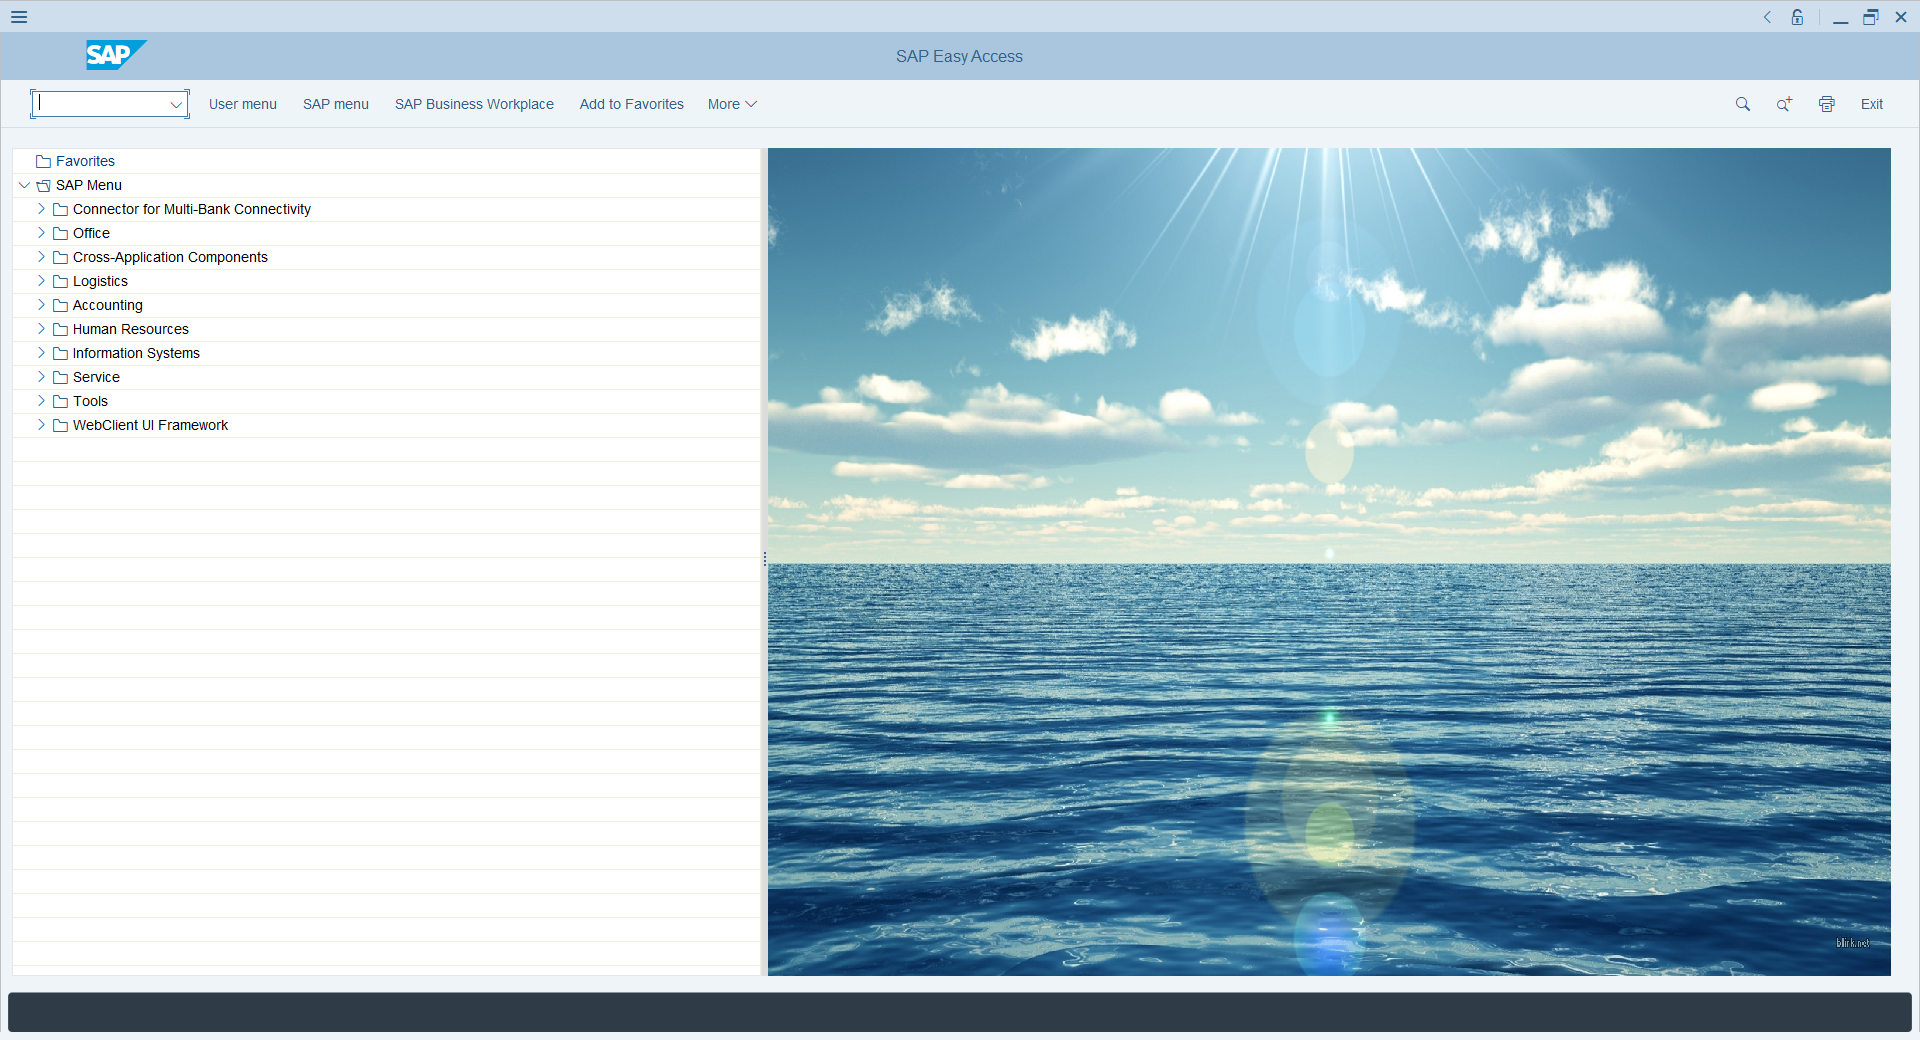 SAP
SAP Easy Access
User menu
SAP menu
SAP Business Workplace
Add to Favorites
More
Exit
Favorites
SAP Menu
Connector for Multi-Bank Connectivity
Office
Cross-Application Components
Logistics
Accounting
Human Resources
Information Systems
Service
Tools
WebClient UI Framework